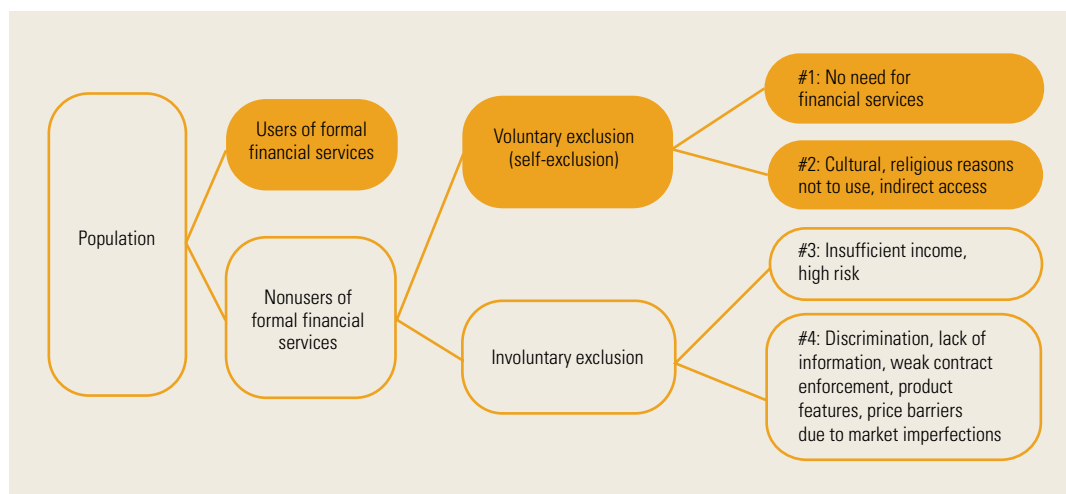 Population
Users of formal
financial services
Nonusers of
formal financial
services
Voluntary exclusion
(self-exclusion)
Involuntary exclusion
#1: No need for
financial services
#2: Cultural, religious reasons
not to use, indirect access
#3: Insufficient income,
high risk
#4: Discrimination, lack of
information, weak contract
enforcement, product
features, price barriers
due to market imperfections